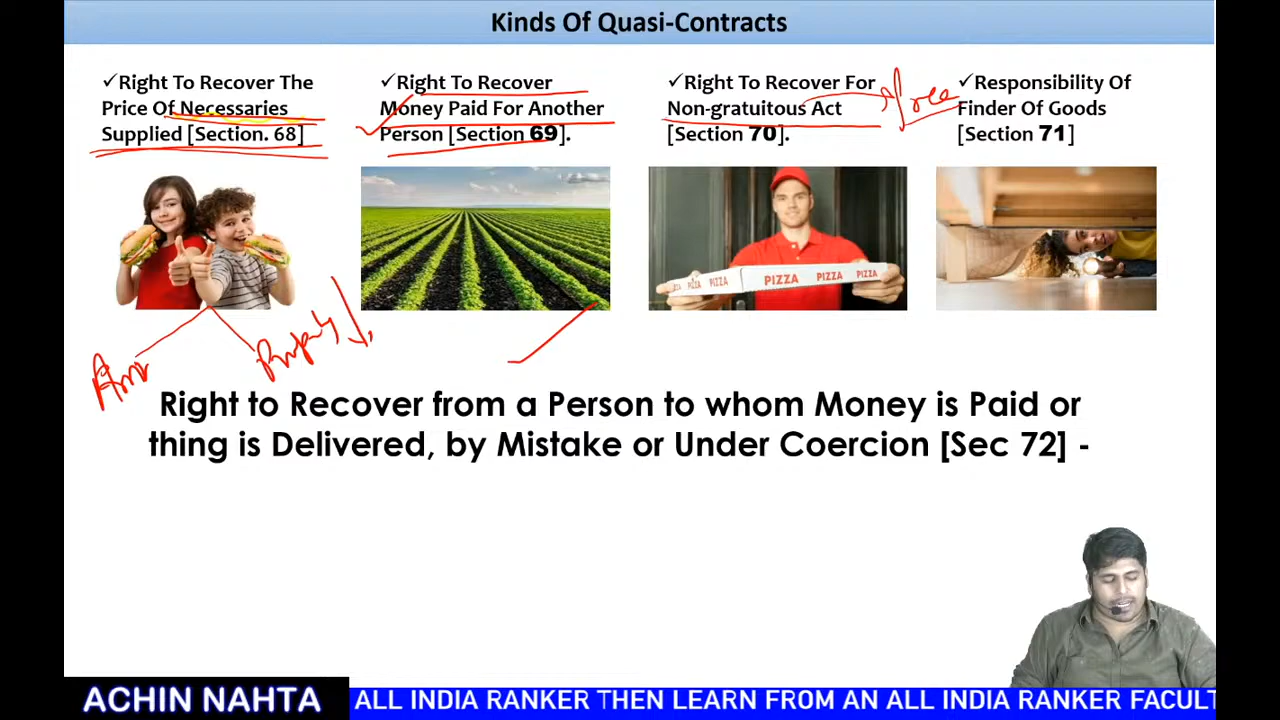 Kinds Of Quasi-Contracts
✓Right To Recover The
Price Of Necessaries
Supplied [Section. 68]
✓Right To Recover
Money Paid For Another
Person [Section 69].
✓Right To Recover For
Non-gratuitous Act
[Section 70].
free
✓Responsibility Of
Finder Of Goods
[Section 71]
PIZZA PIZZA PIZZA PIZZA PIZZA
Property
Right to Recover from a Person to whom Money is Paid or
thing is Delivered, by Mistake or Under Coercion [Sec 72] -
ACHIN NAHTA
ALL INDIA RANKER THEN LEARN FROM AN ALL INDIA RANKER FACULT